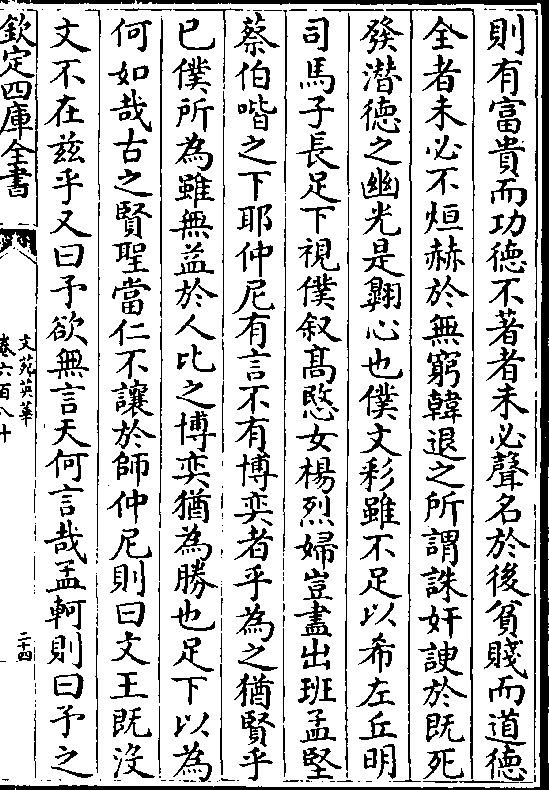 則有富貴而功德不著者未必聲名於後貧賤而道德
全者未必不烜赫於無窮韓退之所謂誅奸諛於既死
發潜德之幽光是翺心也僕文彩雖不足以希左丘明
司馬子長足下視僕叙髙愍女楊烈婦豈盡出班孟堅
蔡伯喈之下耶仲尼有言不有博奕者乎為之猶賢乎
已僕所為雖無益於人比之博奕猶為勝也足下以為
何如哉古之賢聖當仁不讓於師仲尼則曰文王既沒
文不在兹乎又曰予欲無言天何言哉孟軻則曰予之
欽定四庫全書
文苑英華
卷六百八十
二十四